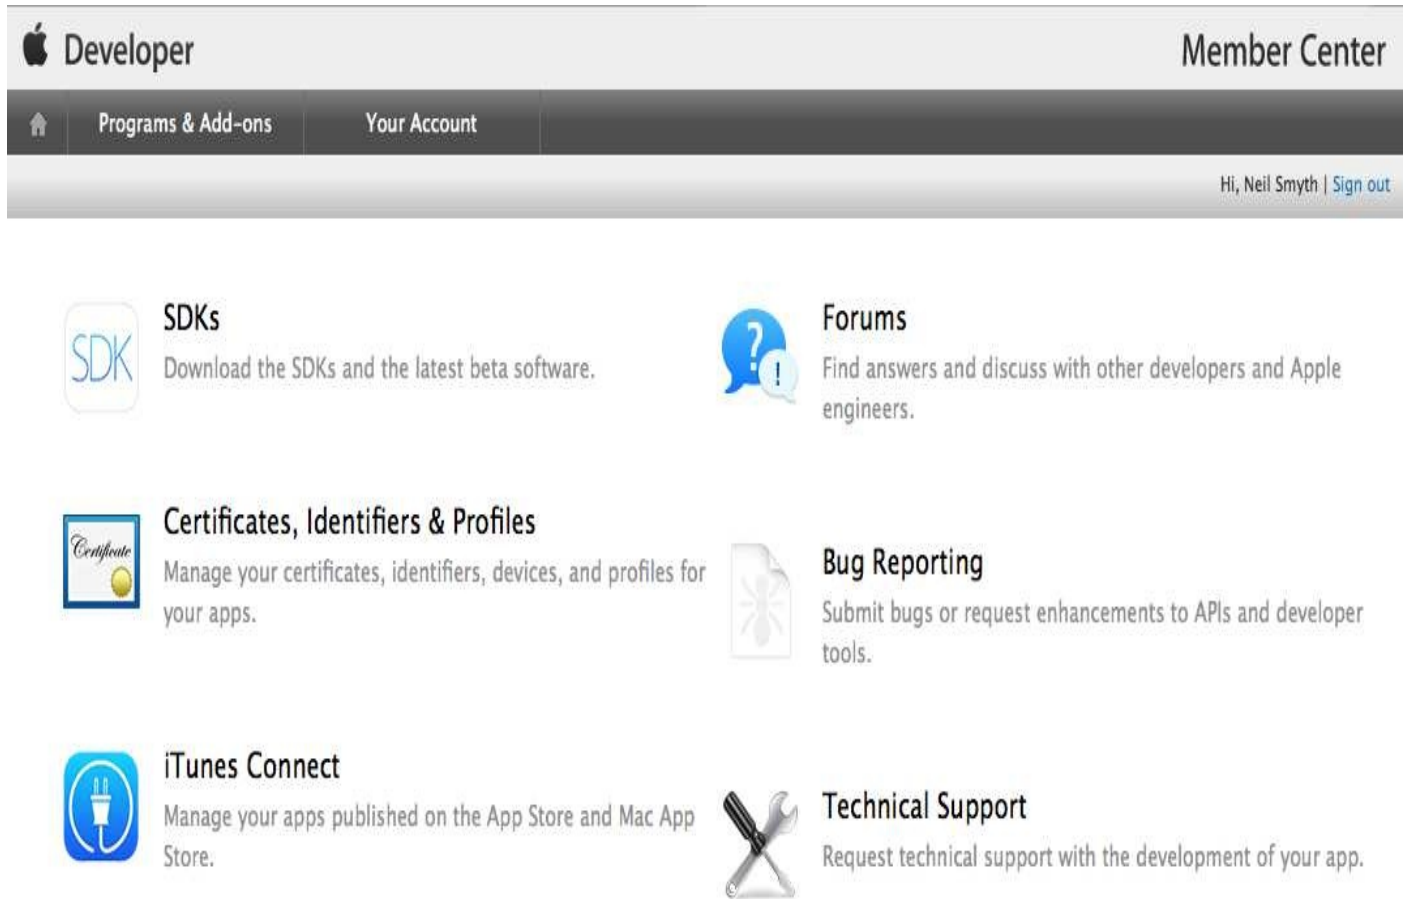 Developer
Member Center
Programs & Add-ons
Your Account
Hi, Neil Smyth | Sign out
SDK
SDKs
Download the SDKs and the latest beta software.
?
!
Forums
Find answers and discuss with other developers and Apple
engineers.
Certificate
Certificates, Identifiers & Profiles
Manage your certificates, identifiers, devices, and profiles for
your apps.
Bug Reporting
Submit bugs or request enhancements to APIs and developer
tools.
iTunes Connect
Manage your apps published on the App Store and Mac App
Store.
Technical Support
Request technical support with the development of your app.